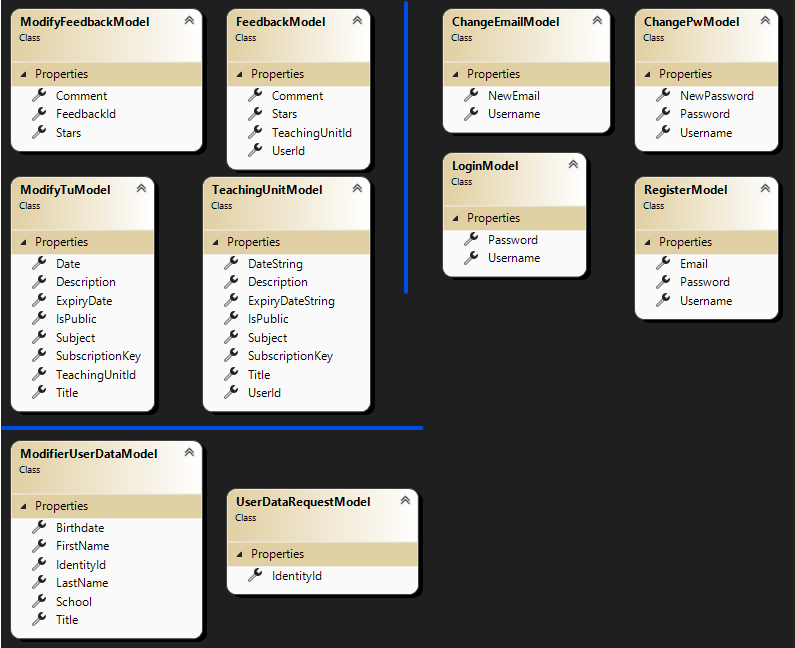 ModifyFeedbackModel
Class
Properties
Comment
FeedbackId
Stars
FeedbackModel
Class
Properties
Comment
Stars
TeachingUnitId
UserId
ChangeEmailModel
Class
Properties
NewEmail
Username
ChangePwModel
Class
Properties
NewPassword
Password
Username
LoginModel
Class
Properties
Password
Username
RegisterModel
Class
Properties
Email
Password
Username
ModifyTuModel
Class
Properties
Date
Description
ExpiryDate
IsPublic
Subject
SubscriptionKey
TeachingUnitId
Title
TeachingUnitModel
Class
Properties
DateString
Description
ExpiryDateString
IsPublic
Subject
SubscriptionKey
Title
UserId
ModifierUserDataModel
Class
Properties
Birthdate
FirstName
IdentityId
LastName
School
Title
UserDataRequestModel
Class
Properties
IdentityId